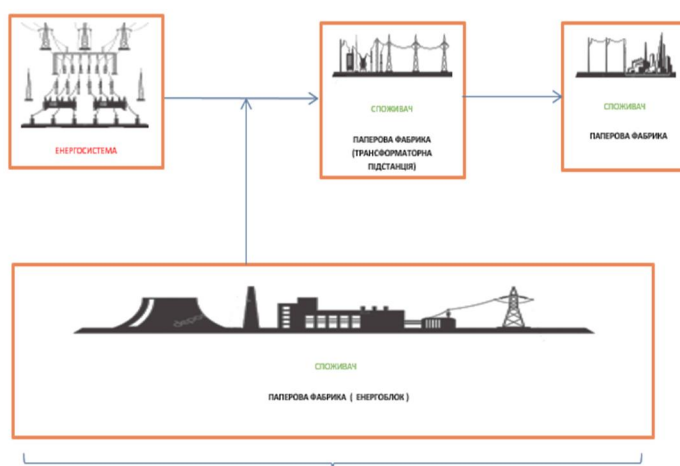 ЕНЕРГОСИСТЕМА
СПОЖИВАЧ
ПАПЕРОВА ФАБРИКА
(ТРАНСФОРМАТОРНА
ПІДСТАНЦІЯ)
СПОЖИВАЧ
ПАПЕРОВА ФАБРИКА
СПОЖИВАЧ
ПАПЕРОВА ФАБРИКА ( ЕНЕРГОБЛОК )